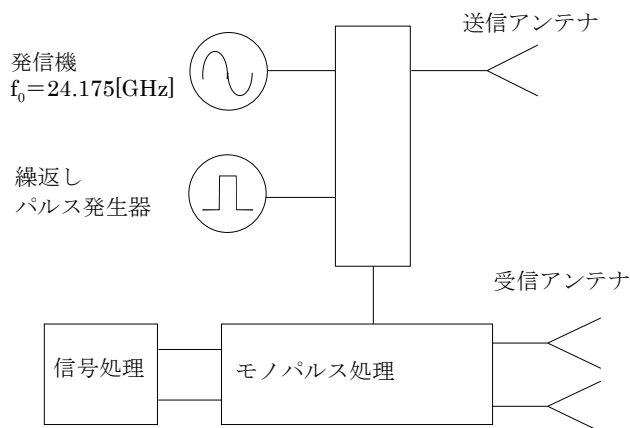 送信アンテナ
発信機
f₀＝24.175[GHz]
繰返し
パルス発生器
受信アンテナ
信号処理
モノパルス処理